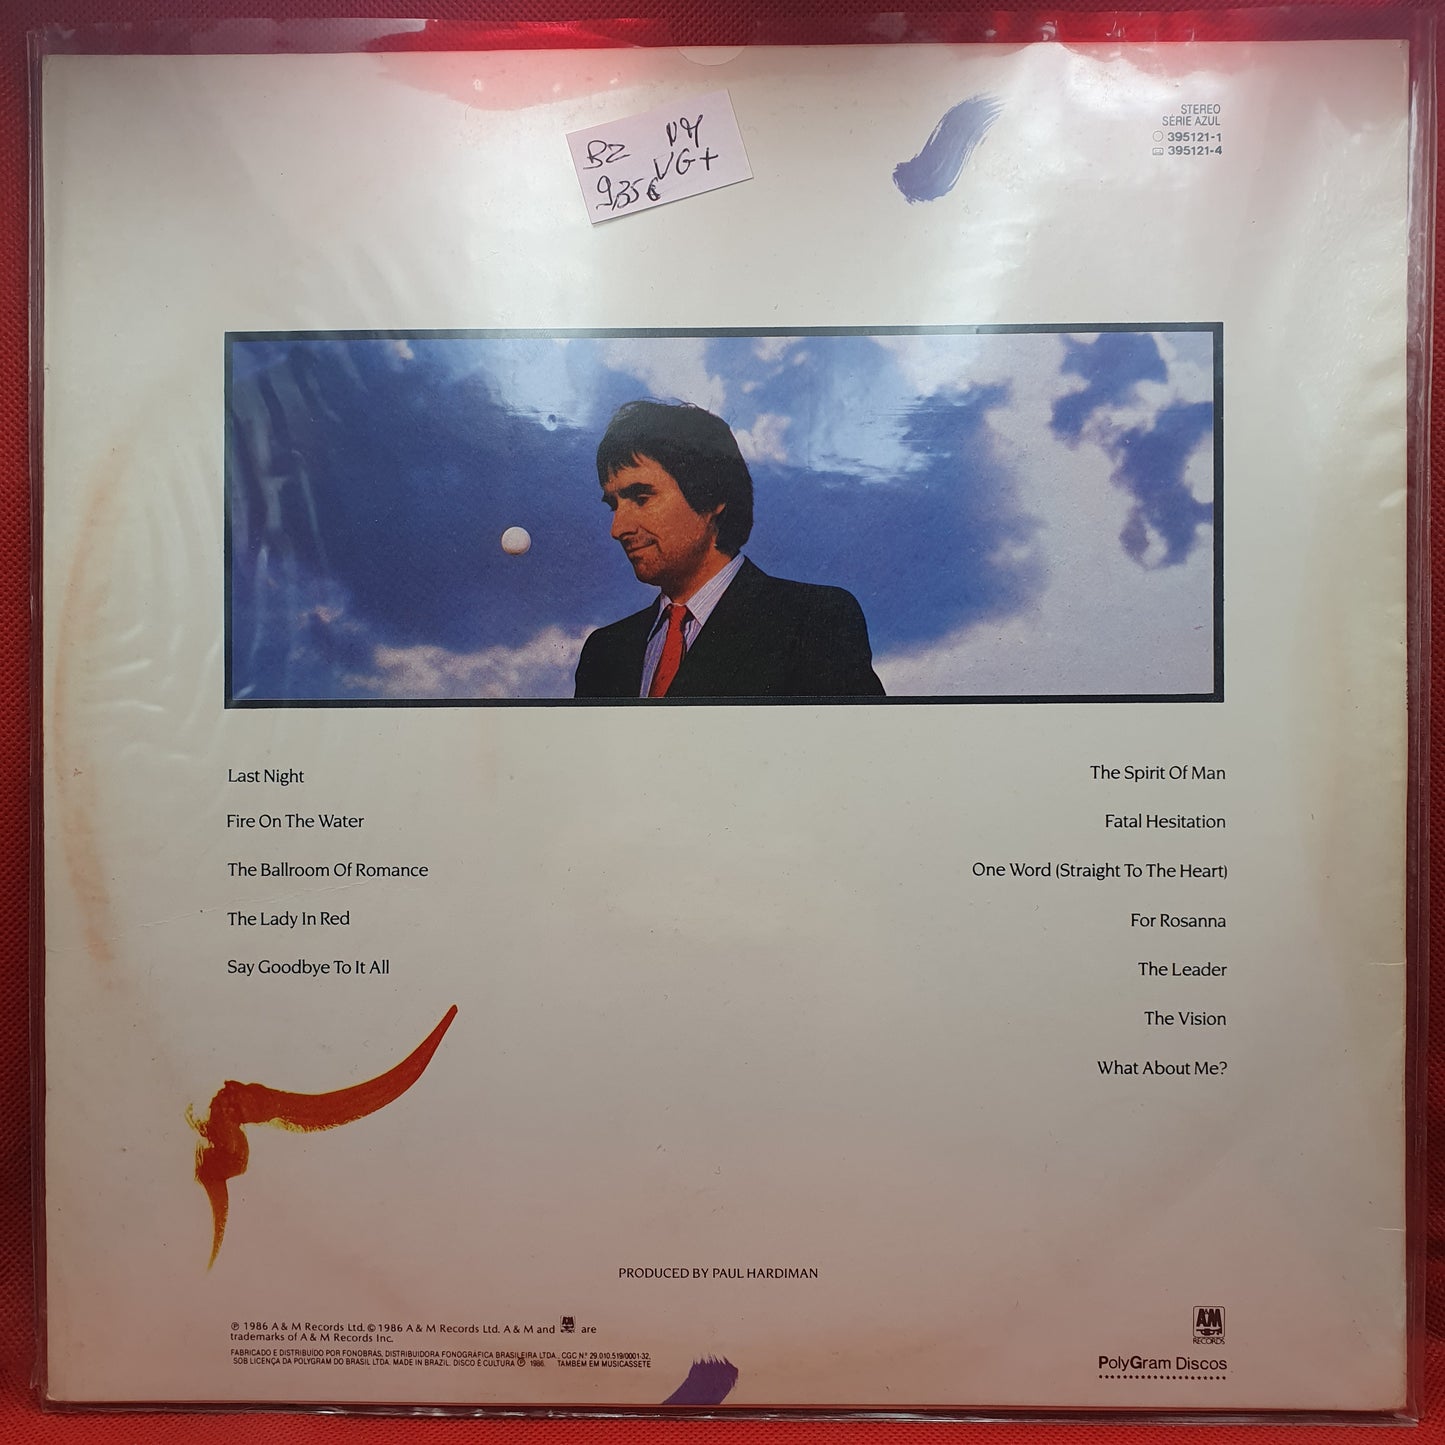 BZ NM
9,35€ VG+
STEREO
SÉRIE AZUL
395121-1
395121-4
Last Night
Fire On The Water
The Ballroom Of Romance
The Lady In Red
Say Goodbye To It All
The Spirit Of Man
Fatal Hesitation
One Word (Straight To The Heart)
For Rosanna
The Leader
The Vision
What About Me?
PRODUCED BY PAUL HARDIMAN
℗ 1986 A & M Records Ltd. © 1986 A & M Records Ltd. A & M and A&M are
trademarks of A & M Records Inc.
FABRICADO E DISTRIBUÍDO POR FONOBRAS, DISTRIBUIDORA FONOGRÁFICA BRASILEIRA LTDA., CGC N.º 29.010.519/0001-32,
SOB LICENÇA DA POLYGRAM DO BRASIL LTDA. MADE IN BRAZIL. DISCO É CULTURA ℗ 1986. TAMBÉM EM MUSICASSETE
A&M
RECORDS
PolyGram Discos